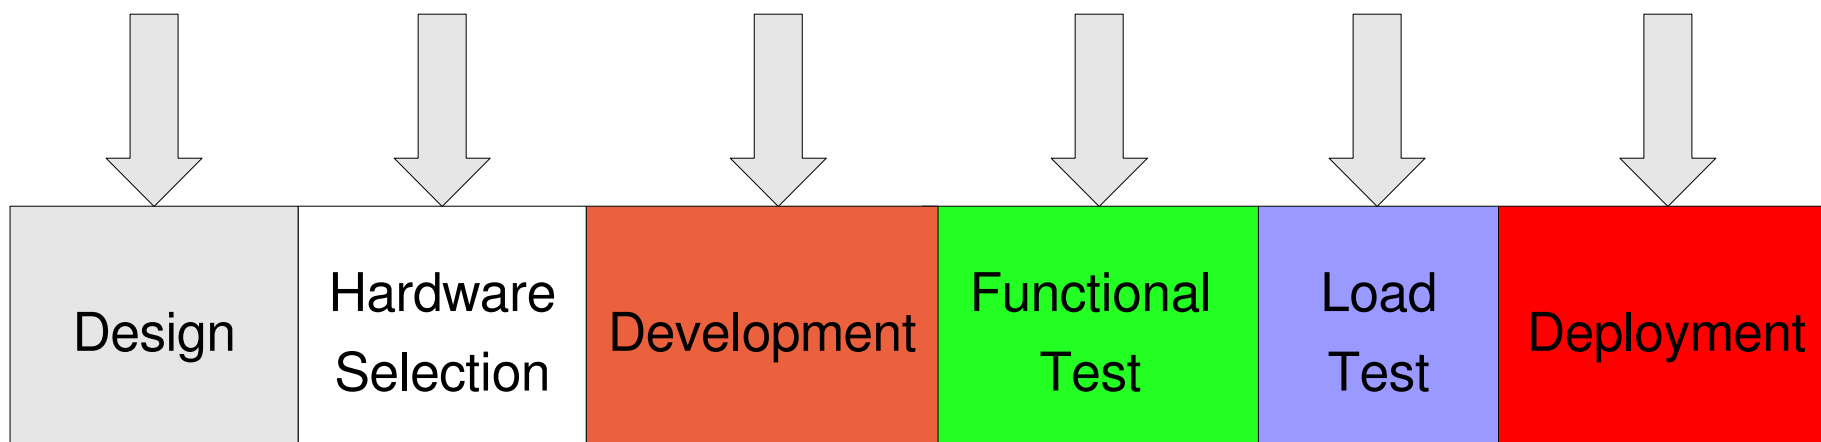 Design
Hardware
Selection
Development
Functional
Test
Load
Test
Deployment